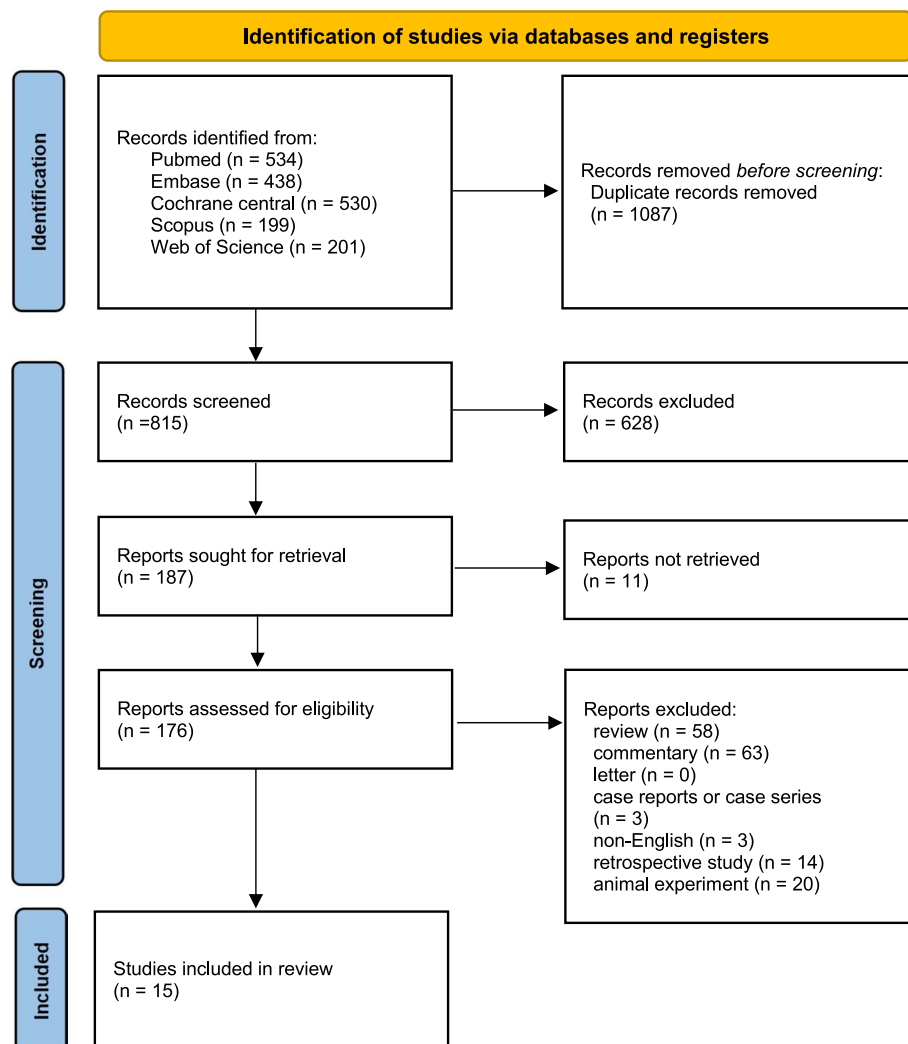 Identification of studies via databases and registers
Identification
Records identified from:
Pubmed (n = 534)
Embase (n = 438)
Cochrane central (n = 530)
Scopus (n = 199)
Web of Science (n = 201)
Records removed before screening:
Duplicate records removed
(n = 1087)
Screening
Records screened
(n =815)
Records excluded
(n = 628)
Reports sought for retrieval
(n = 187)
Reports not retrieved
(n = 11)
Reports assessed for eligibility
(n = 176)
Reports excluded:
review (n = 58)
commentary (n = 63)
letter (n = 0)
case reports or case series
(n = 3)
non-English (n = 3)
retrospective study (n = 14)
animal experiment (n = 20)
Included
Studies included in review
(n = 15)